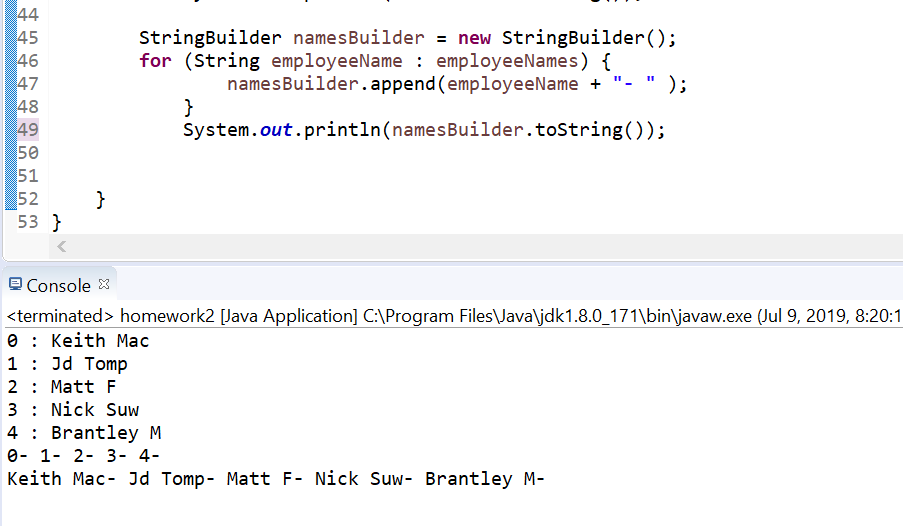 44
45 StringBuilder namesBuilder = new StringBuilder();
46 for (String employeeName : employeeNames) {
47 namesBuilder.append(employeeName + "- " );
48 }
49 System.out.println(namesBuilder.toString());
50
51
52 }
53 }
Console
<terminated> homework2 [Java Application] C:\Program Files\Java\jdk1.8.0_171\bin\javaw.exe (Jul 9, 2019, 8:20:1
0 : Keith Mac
1 : Jd Tomp
2 : Matt F
3 : Nick Suw
4 : Brantley M
0- 1- 2- 3- 4-
Keith Mac- Jd Tomp- Matt F- Nick Suw- Brantley M-